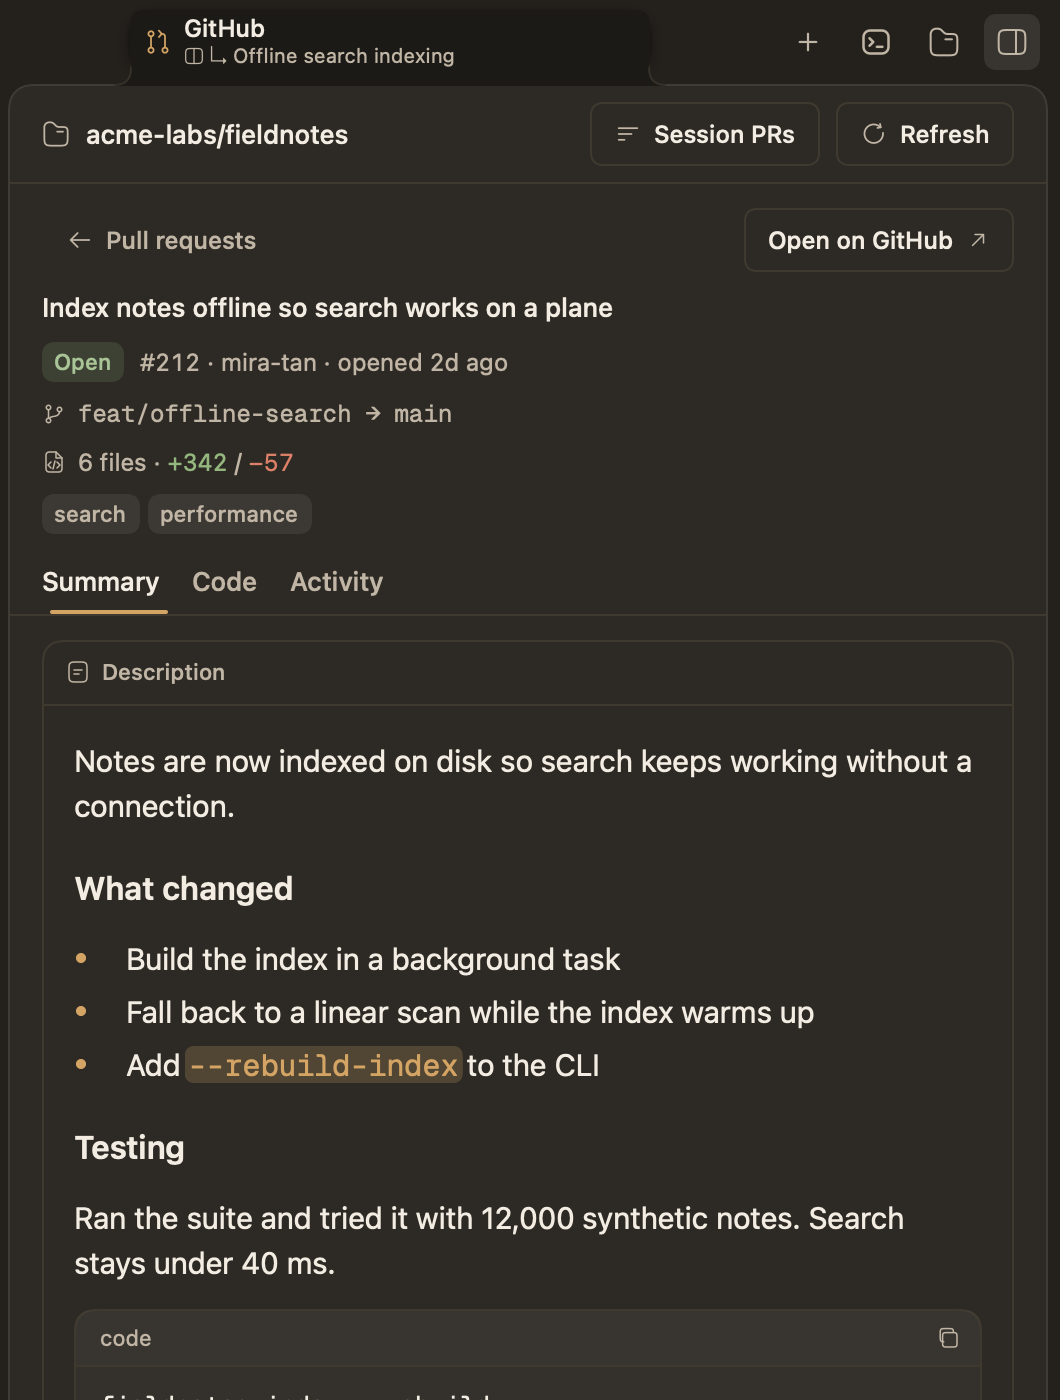 GitHub
Offline search indexing
acme-labs/fieldnotes
Session PRs
Refresh
Pull requests
Open on GitHub
Index notes offline so search works on a plane
Open #212 · mira-tan · opened 2d ago
feat/offline-search → main
6 files · +342 / −57
search performance
Summary Code Activity
Description
Notes are now indexed on disk so search keeps working without a
connection.
What changed
• Build the index in a background task
• Fall back to a linear scan while the index warms up
• Add --rebuild-index to the CLI
Testing
Ran the suite and tried it with 12,000 synthetic notes. Search
stays under 40 ms.
code